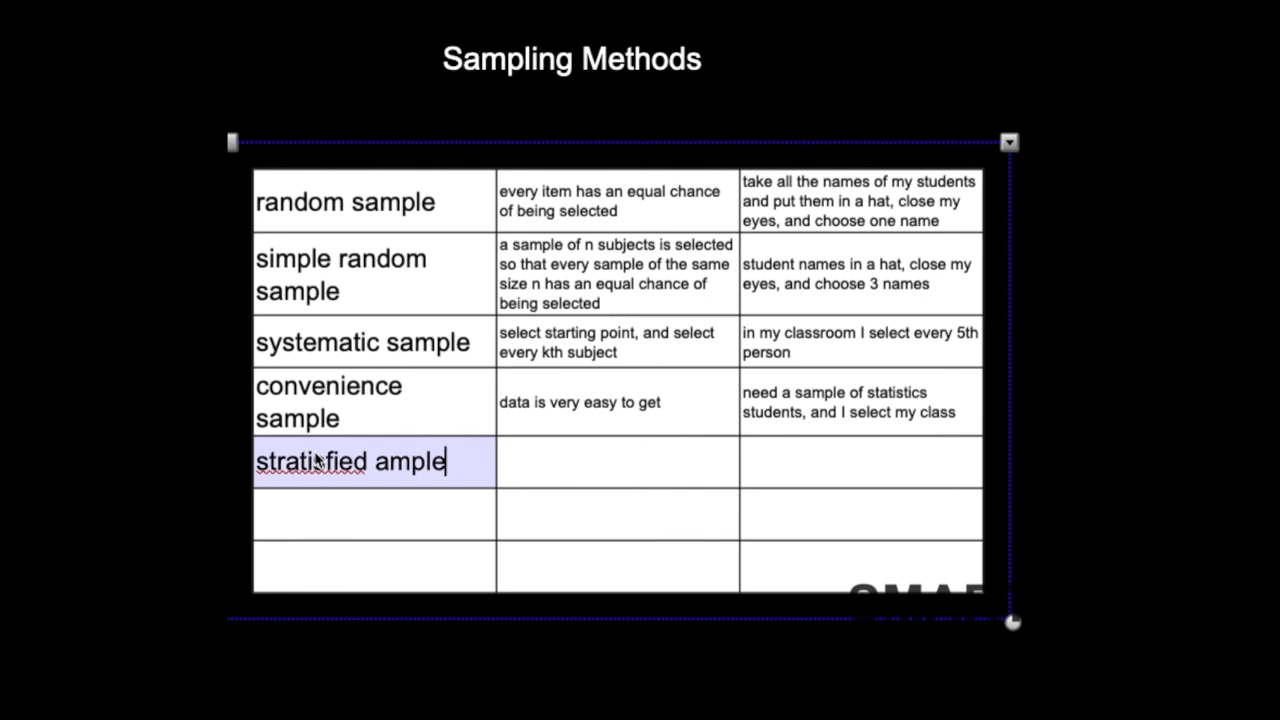 Sampling Methods
random sample
every item has an equal chance
of being selected
take all the names of my students
and put them in a hat, close my
eyes, and choose one name
simple random
sample
a sample of n subjects is selected
so that every sample of the same
size n has an equal chance of
being selected
student names in a hat, close my
eyes, and choose 3 names
systematic sample
select starting point, and select
every kth subject
in my classroom I select every 5th
person
convenience
sample
data is very easy to get
need a sample of statistics
students, and I select my class
stratisfied ample